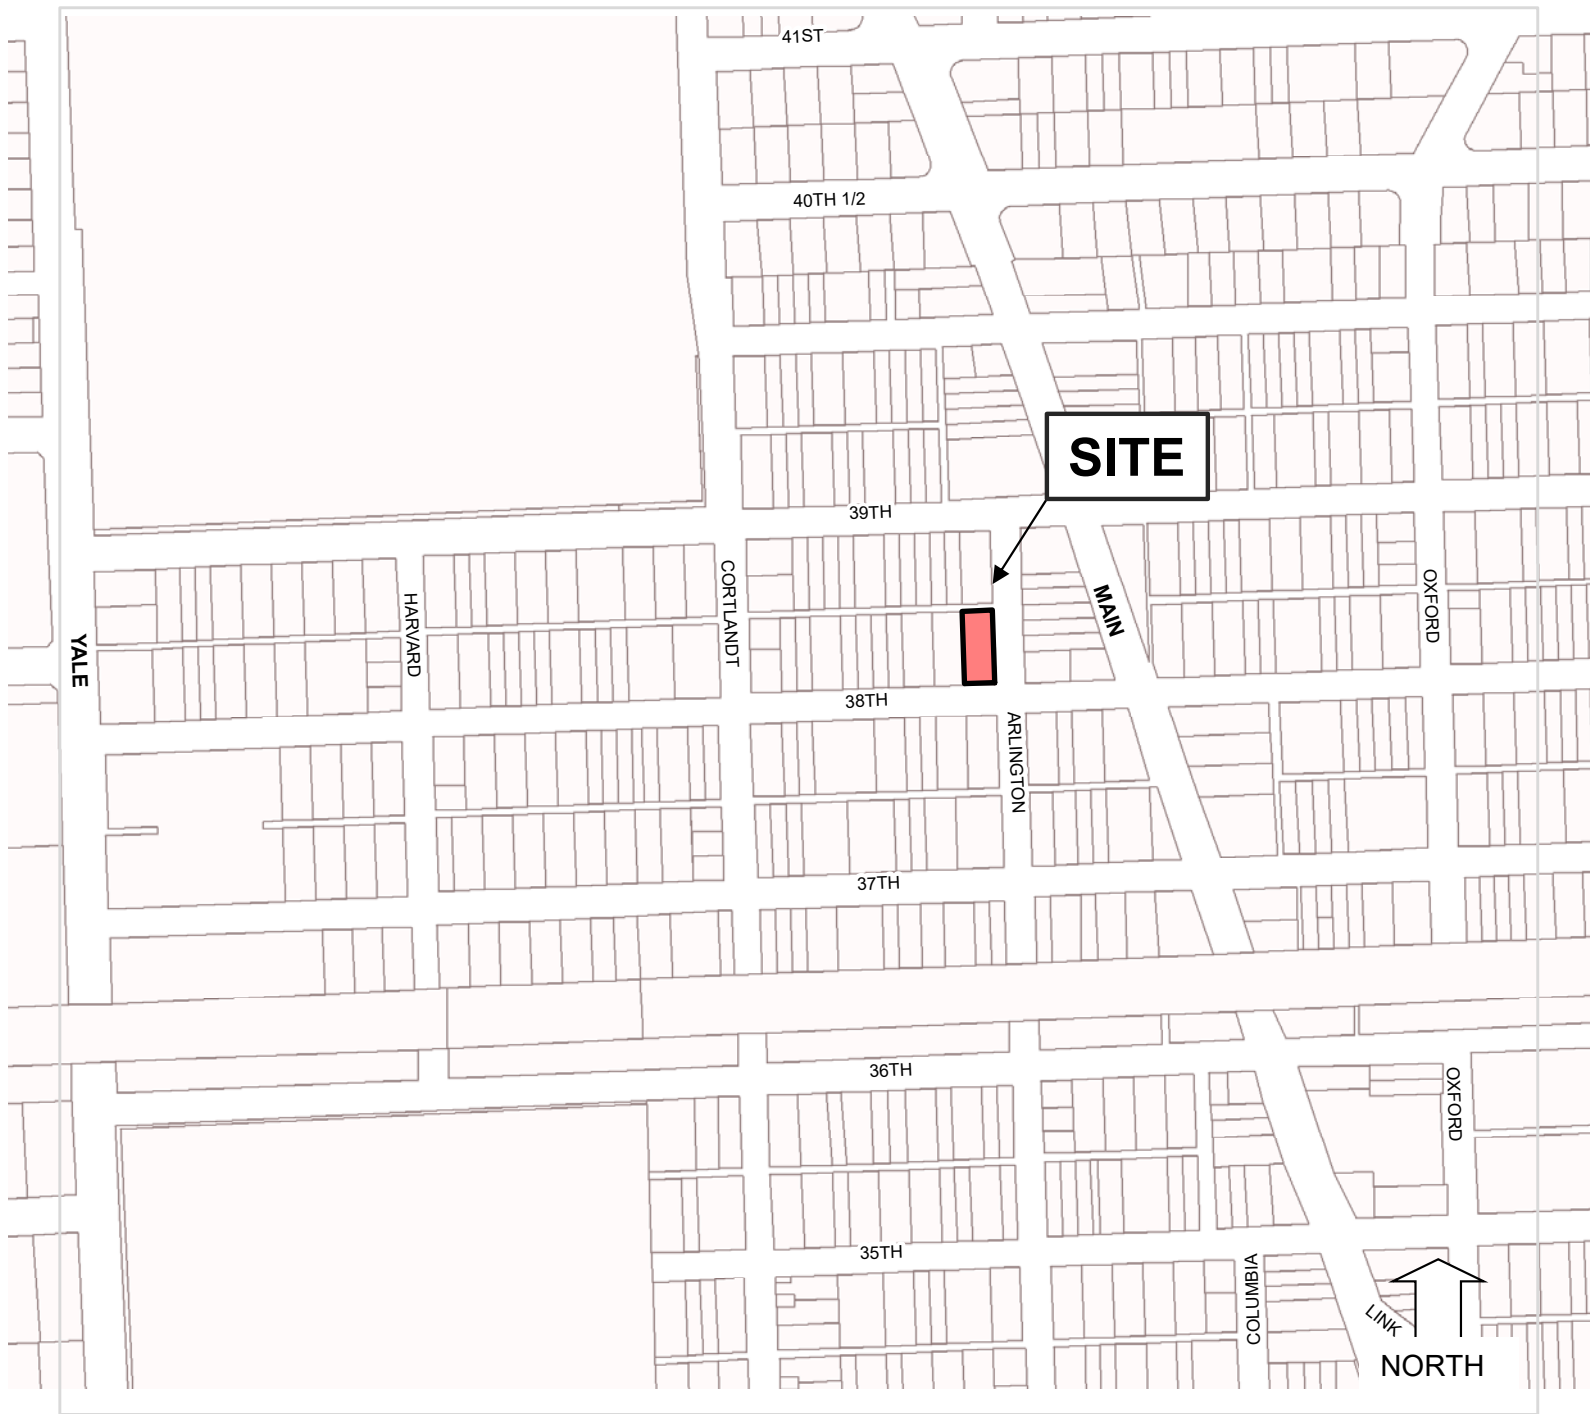 41ST
40TH 1/2
SITE
39TH
CORTLANDT
HARVARD
MAIN
OXFORD
YALE
38TH
ARLINGTON
37TH
36TH
OXFORD
35TH
COLUMBIA
LINK
NORTH